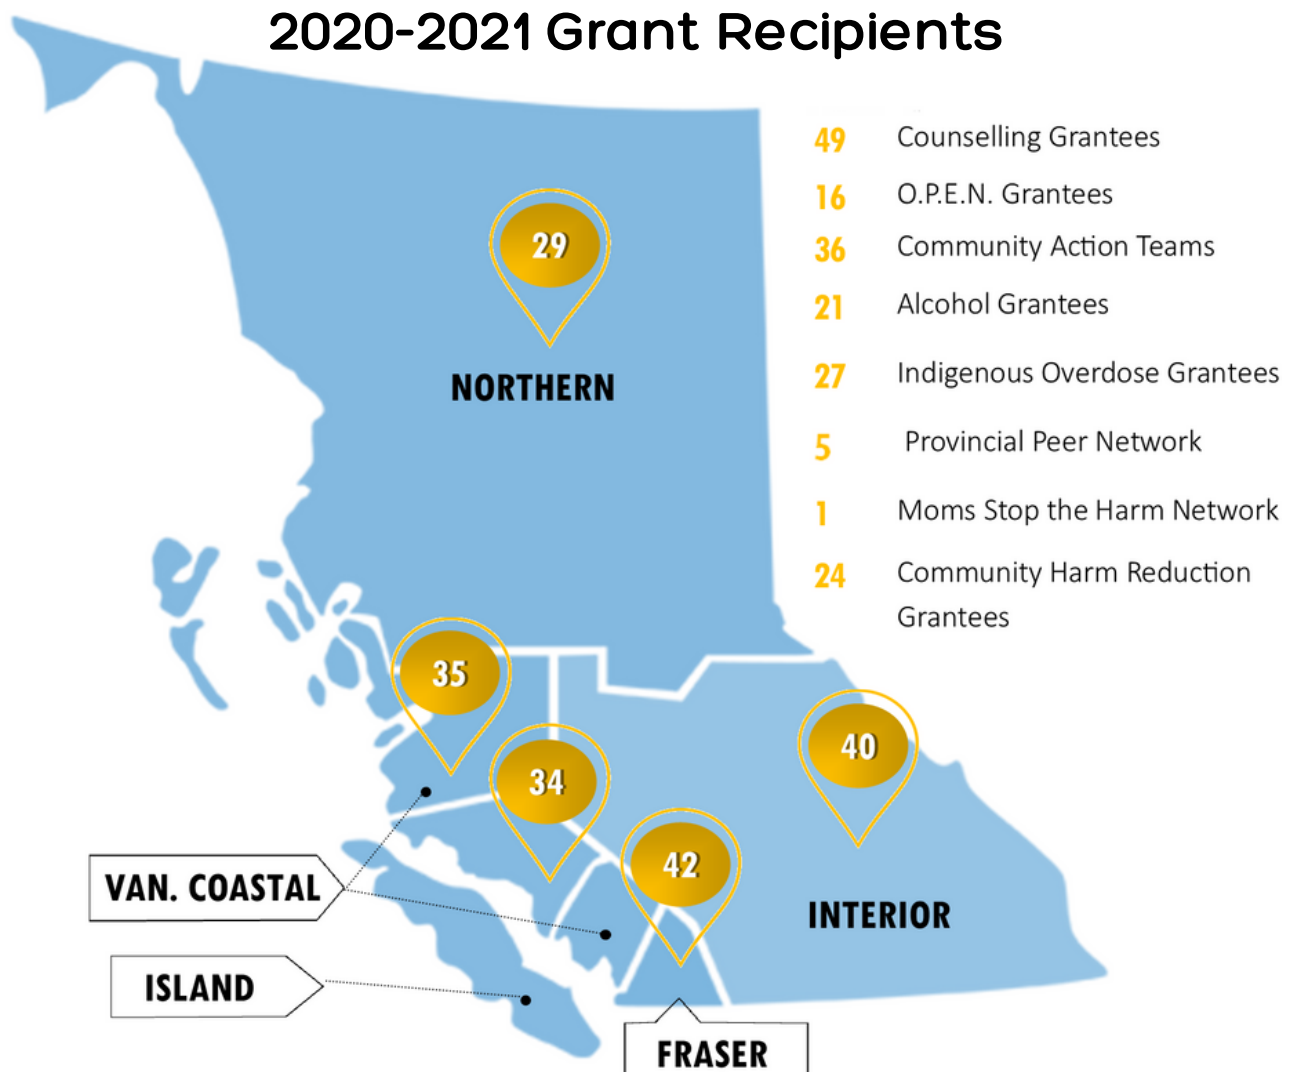 2020-2021 Grant Recipients
49 Counselling Grantees
16 O.P.E.N. Grantees
36 Community Action Teams
21 Alcohol Grantees
27 Indigenous Overdose Grantees
5 Provincial Peer Network
1 Moms Stop the Harm Network
24 Community Harm Reduction
Grantees
29
NORTHERN
35
34
40
42
VAN. COASTAL
INTERIOR
ISLAND
FRASER